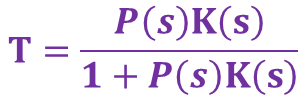 T = P(s)K(s) / 1 + P(s)K(s)